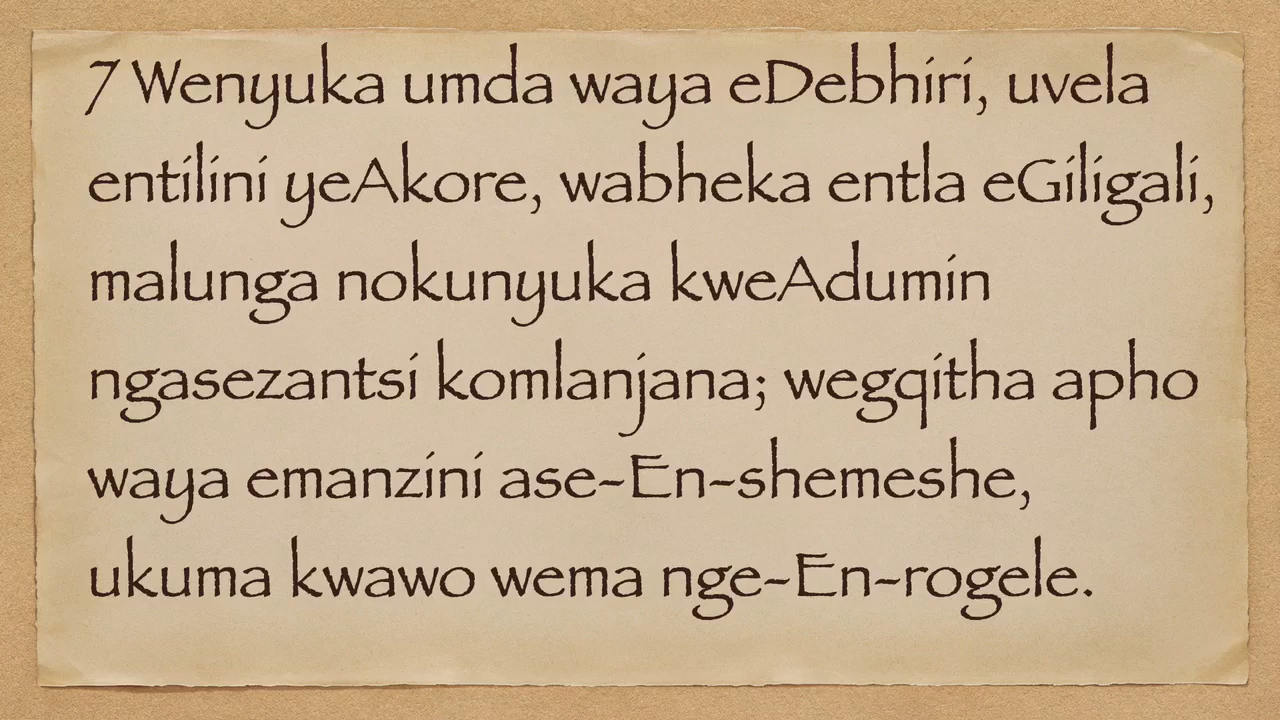 7 Wenyuka umda waya eDebhiri, uvela
entilini yeAkore, wabheka entla eGiligali,
malunga nokunyuka kweAdumin
ngasezantsi komlanjana; wegqitha apho
waya emanzini ase-En-shemeshe,
ukuma kwawo wema nge-En-rogele.